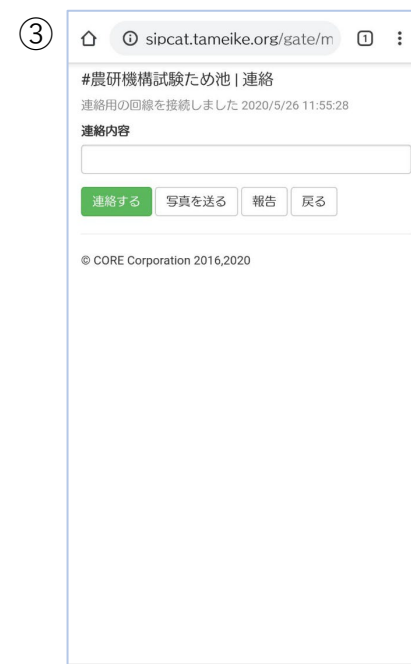 ③
sipcat.tameike.org/gate/m
1
#農研機構試験ため池 | 連絡
連絡用の回線を接続しました 2020/5/26 11:55:28
連絡内容
連絡する 写真を送る 報告 戻る
© CORE Corporation 2016,2020